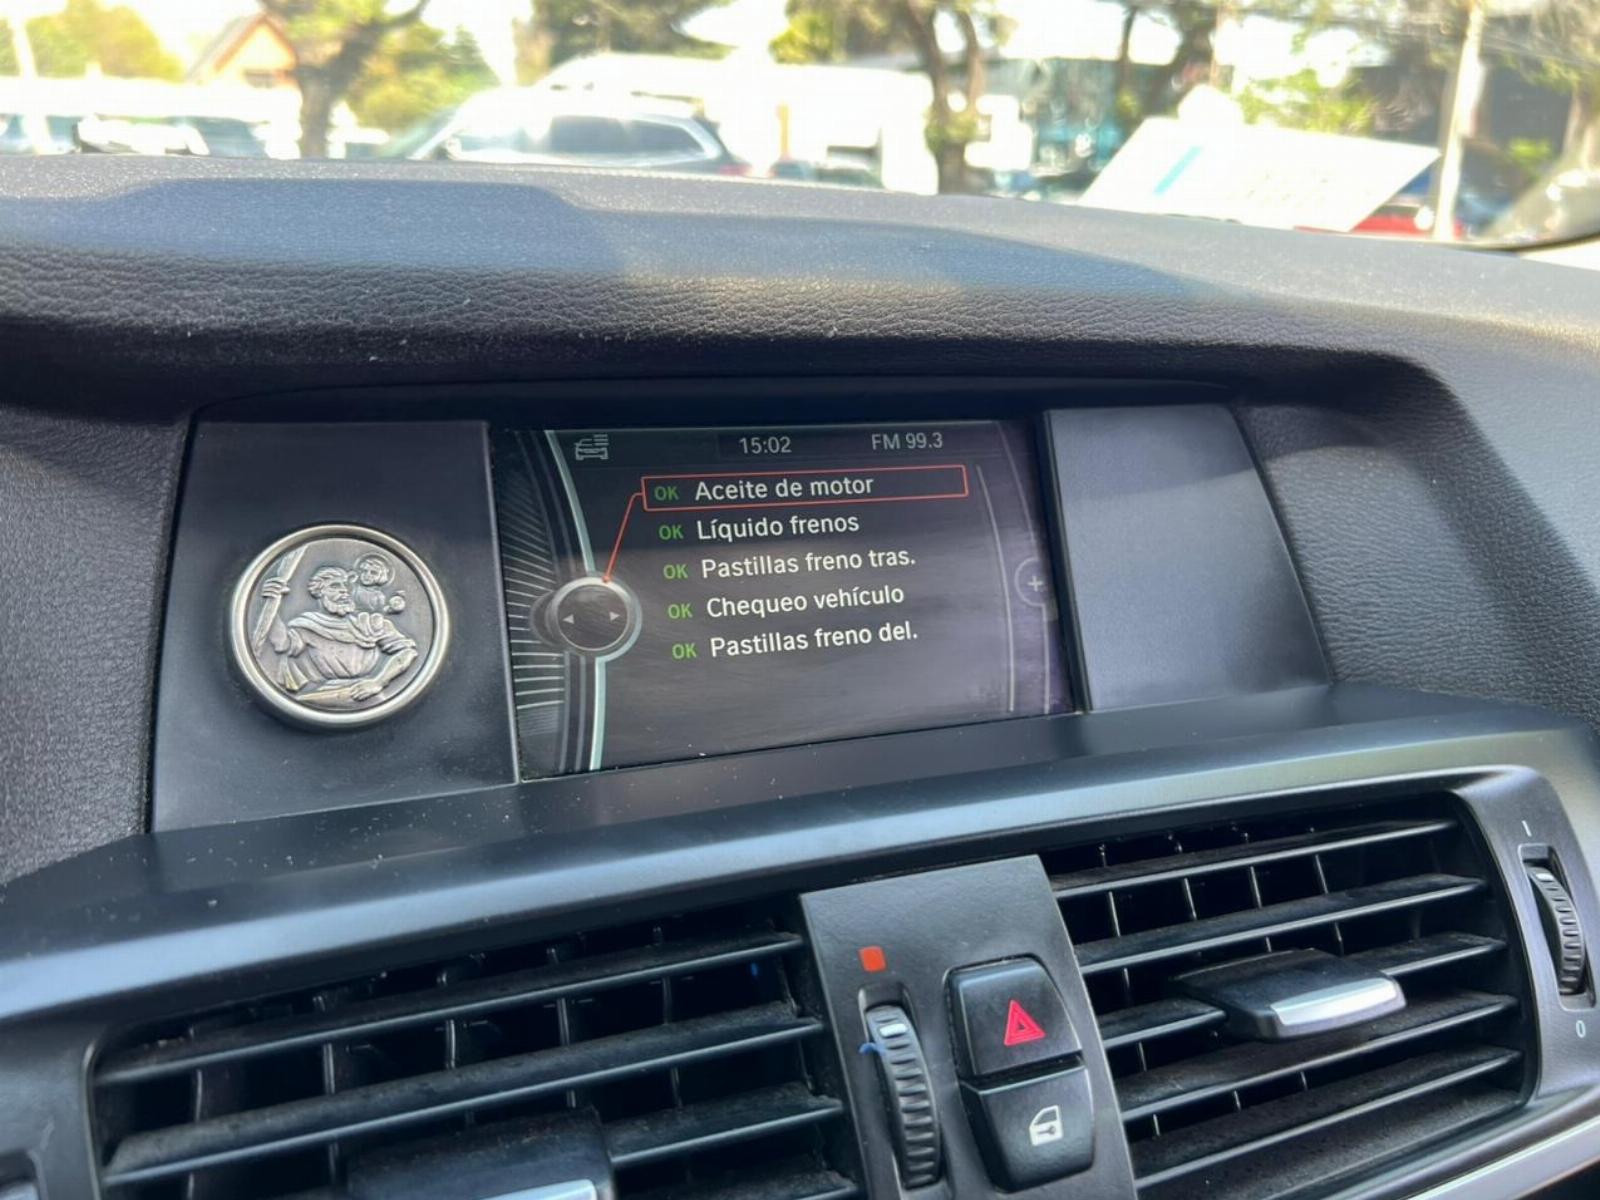 15:02 FM 99.3
OK Aceite de motor
OK Líquido frenos
OK Pastillas freno tras.
OK Chequeo vehículo
OK Pastillas freno del.
+
I
0